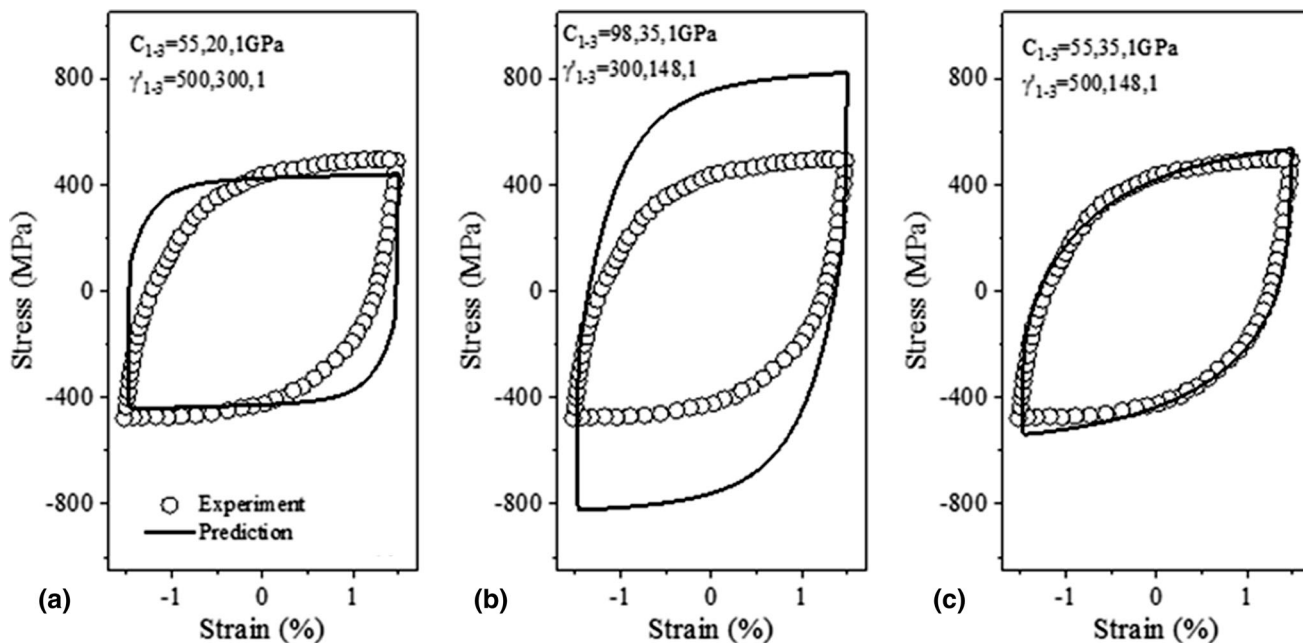 C1-3=55,20,1GPa
γ'1-3=500,300,1
800
400
0
-400
-800
Stress (MPa)
Experiment
Prediction
-1
0
1
Strain (%)
(a)
C1-3=98,35,1GPa
γ'1-3=300,148,1
800
400
0
-400
-800
Stress (MPa)
-1
0
1
Strain (%)
(b)
C1-3=55,35,1GPa
γ'1-3=500,148,1
800
400
0
-400
-800
Stress (MPa)
-1
0
1
Strain (%)
(c)